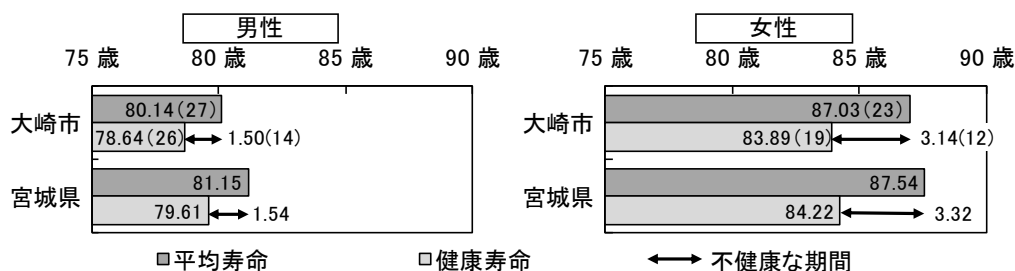 男性
75 歳 80 歳 85 歳 90 歳
大崎市
80.14(27)
78.64(26) 1.50(14)
宮城県
81.15
79.61 1.54
女性
75 歳 80 歳 85 歳 90 歳
大崎市
87.03(23)
83.89(19) 3.14(12)
宮城県
87.54
84.22 3.32
平均寿命 健康寿命 不健康な期間